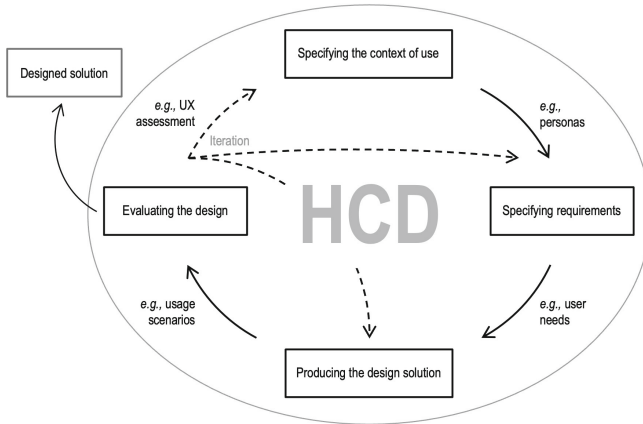 Specifying the context of use
Designed solution
e.g., UX
assessment
e.g.,
personas
Iteration
Evaluating the design
HCD
Specifying requirements
e.g., usage
scenarios
e.g., user
needs
Producing the design solution